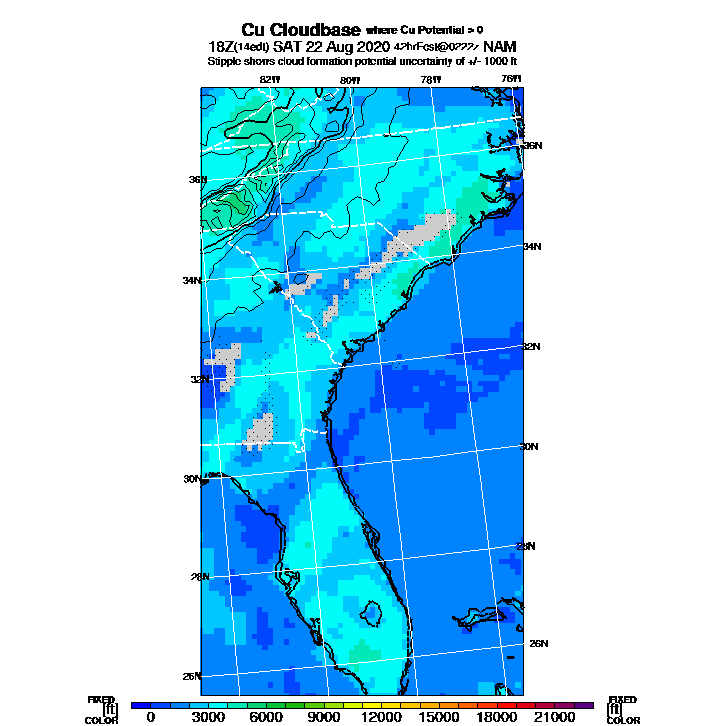 Cu Cloudbase where Cu Potential > 0
18Z(14edt) SAT 22 Aug 2020 42hrFcst@0222z NAM
Stipple shows cloud formation potential uncertainty of +/- 1000 ft
82W 80W 78W 76W
36N
36N
34N
34N
32N
32N
30N
30N
28N
28N
26N
26N
FIXED FIXED
[ft] [ft]
COLOR COLOR
0 3000 6000 9000 12000 15000 18000 21000